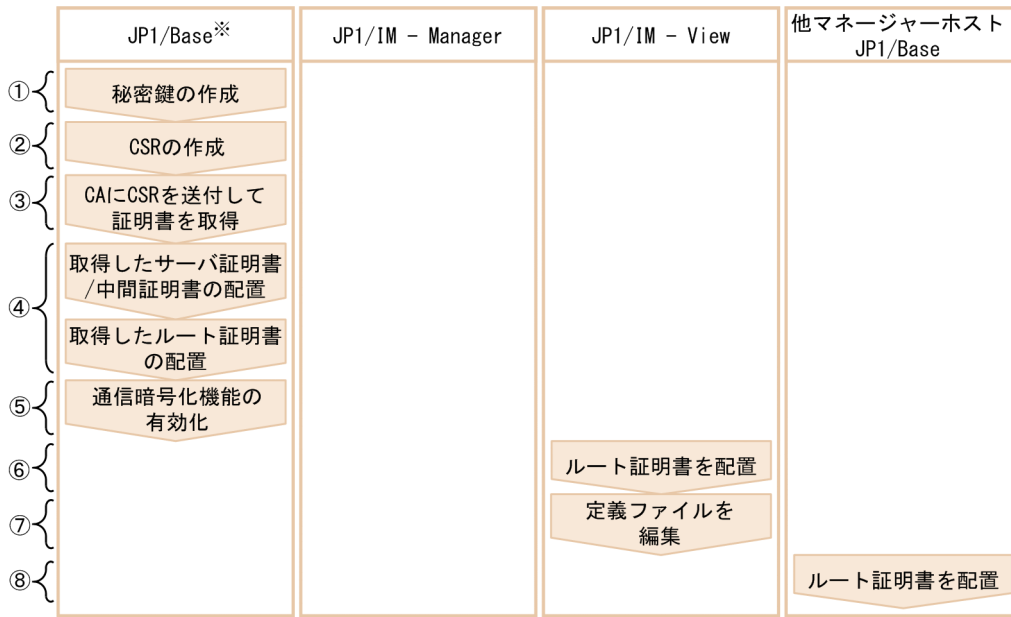 JP1/Base※
JP1/IM - Manager
JP1/IM - View
他マネージャーホスト
JP1/Base
①
秘密鍵の作成
②
CSRの作成
③
CAにCSRを送付して
証明書を取得
④
取得したサーバ証明書
/中間証明書の配置
取得したルート証明書
の配置
⑤
通信暗号化機能の
有効化
⑥
ルート証明書を配置
⑦
定義ファイルを
編集
⑧
ルート証明書を配置